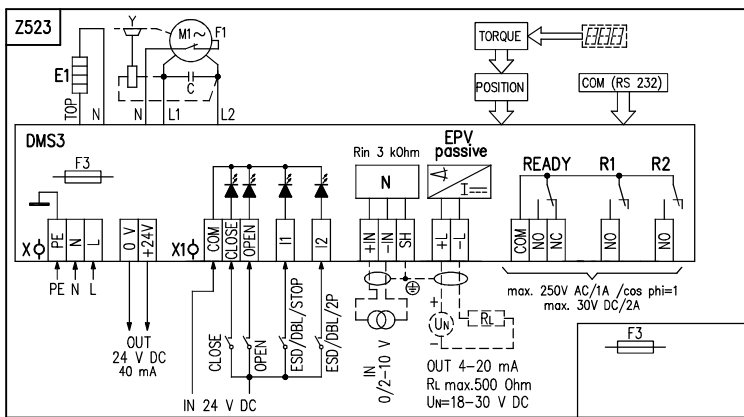 Z523
Y
M1~
F1
E1
TOP
N
N
L1
L2
C
TORQUE
POSITION
COM (RS 232)
DMS3
F3
Rin 3 kOhm
N
EPV
passive
I
READY
R1
R2
X
PE
N
L
0 V
+24V
X1
COM
CLOSE
OPEN
I1
I2
+IN
-IN
SH
+L
-L
COM
NO
NC
NO
NO
PE N L
OUT
24 V DC
40 mA
CLOSE
OPEN
ESD/DBL/STOP
ESD/DBL/2P
IN 24 V DC
IN
0/2-10 V
+
UN
-
RL
OUT 4-20 mA
RL max.500 Ohm
UN=18-30 V DC
max. 250V AC/1A /cos phi=1
max. 30V DC/2A
F3